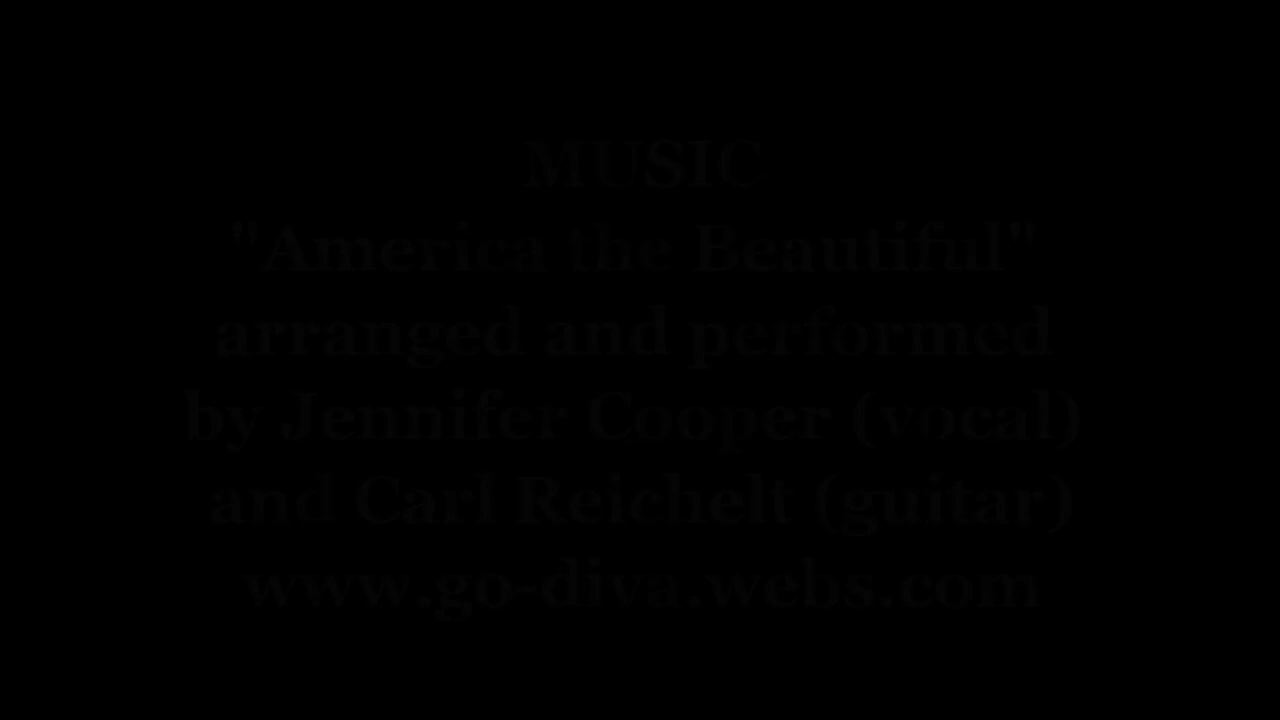 MUSIC
"America the Beautiful"
arranged and performed
by Jennifer Cooper (vocal)
and Carl Reichelt (guitar)
www.go-diva.webs.com